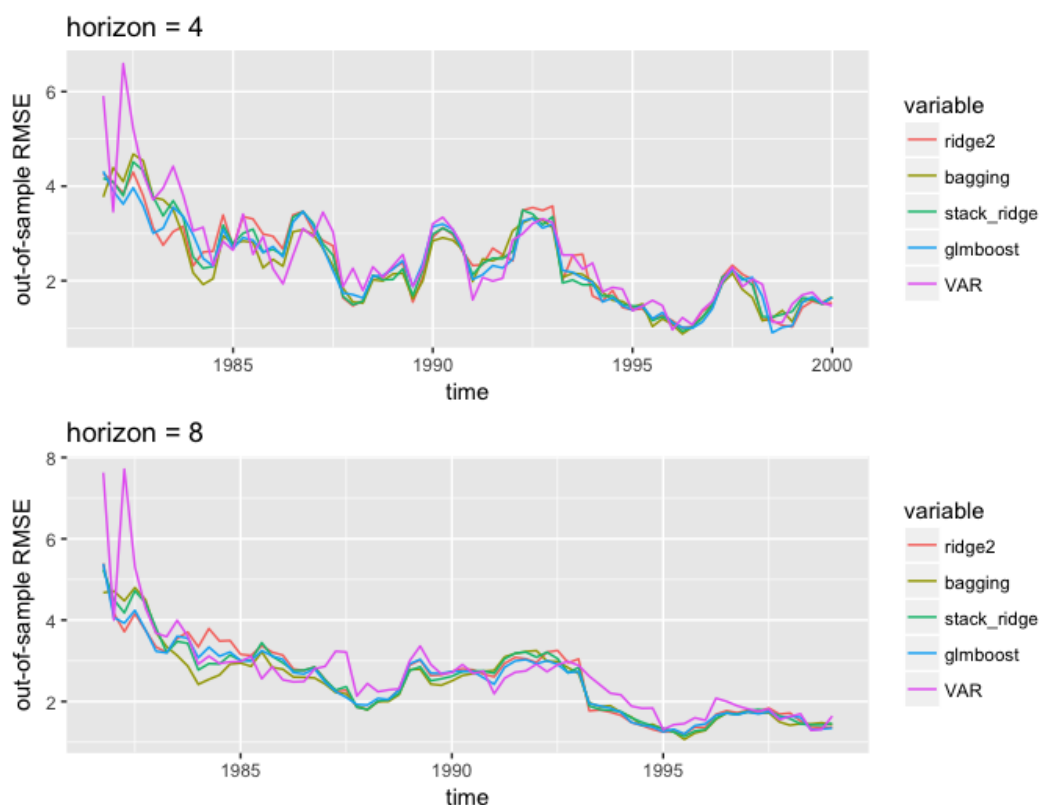 horizon = 4
out-of-sample RMSE
6
4
2
1985 1990 1995 2000
time
variable
ridge2
bagging
stack_ridge
glmboost
VAR
horizon = 8
out-of-sample RMSE
8
6
4
2
1985 1990 1995
time
variable
ridge2
bagging
stack_ridge
glmboost
VAR